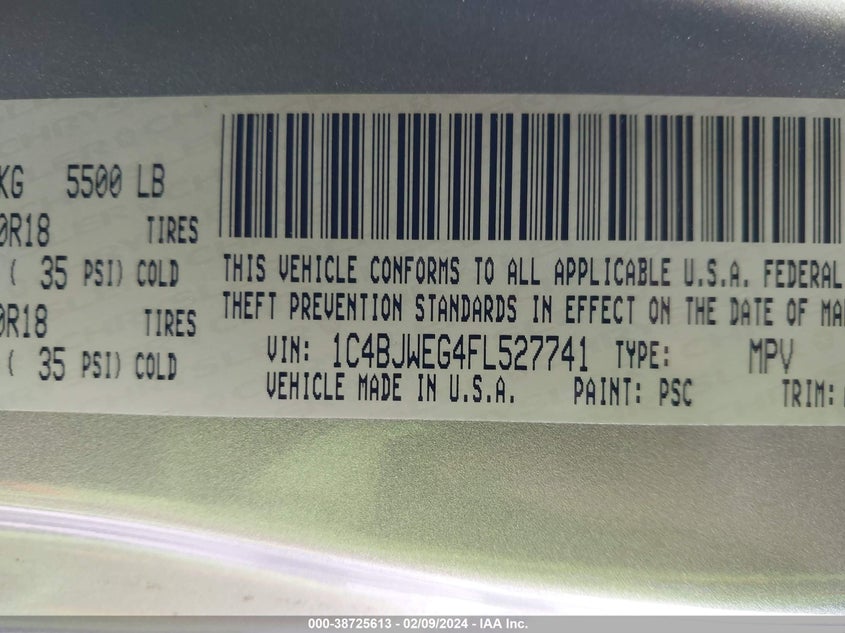 KG 5500 LB
0R18 TIRES
( 35 PSI) COLD
0R18 TIRES
( 35 PSI) COLD
THIS VEHICLE CONFORMS TO ALL APPLICABLE U.S.A. FEDERAL
THEFT PREVENTION STANDARDS IN EFFECT ON THE DATE OF MA
VIN: 1C4BJWEG4FL527741 TYPE: MPV
VEHICLE MADE IN U.S.A. PAINT: PSC TRIM:
000-38725613 - 02/09/2024 - IAA Inc.